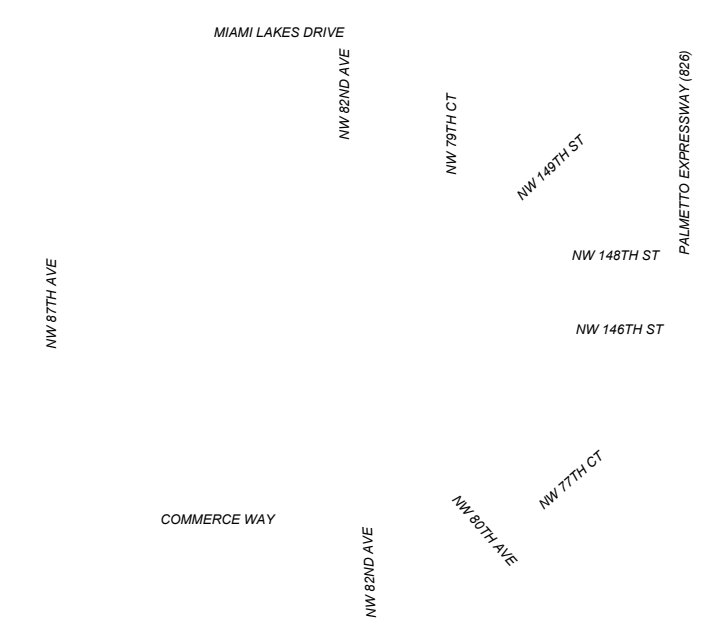 MIAMI LAKES DRIVE
NW 82ND AVE
PALMETTO EXPRESSWAY (826)
NW 79TH CT
NW 149TH ST
NW 148TH ST
NW 87TH AVE
NW 146TH ST
NW 77TH CT
NW 80TH AVE
COMMERCE WAY
NW 82ND AVE